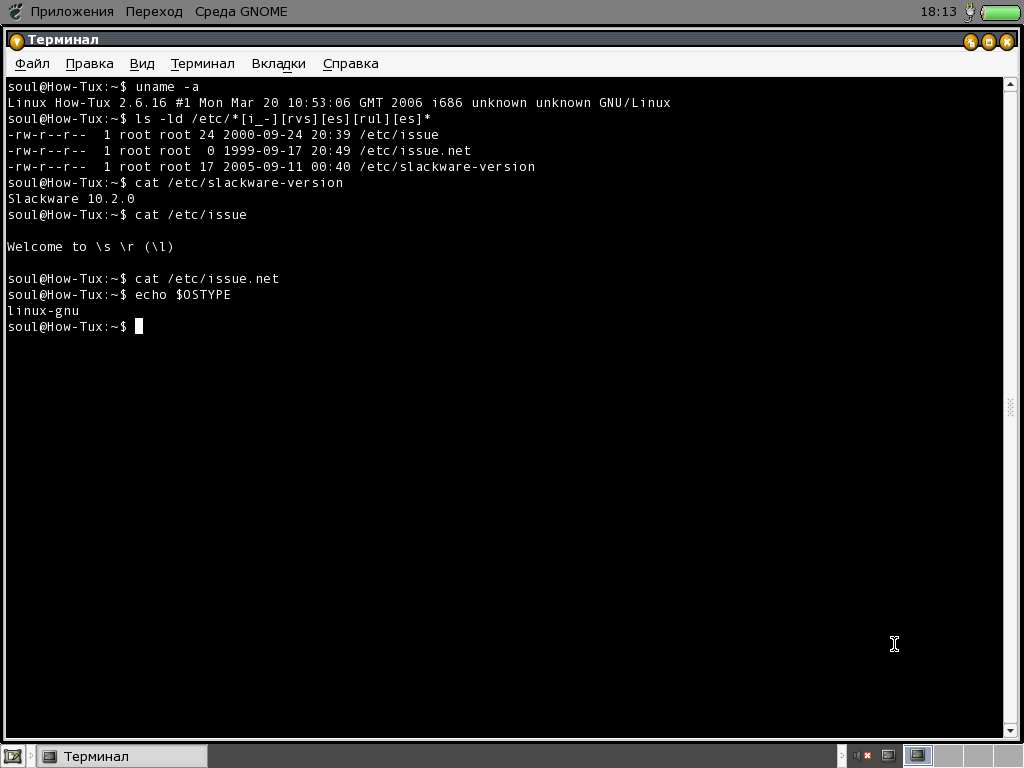 Приложения Переход Среда GNOME 18:13
Терминал
Файл Правка Вид Терминал Вкладки Справка
soul@How-Tux:~$ uname -a
Linux How-Tux 2.6.16 #1 Mon Mar 20 10:53:06 GMT 2006 i686 unknown unknown GNU/Linux
soul@How-Tux:~$ ls -ld /etc/*[i_-][rvs][es][rul][es]*
-rw-r--r--  1 root root 24 2000-09-24 20:39 /etc/issue
-rw-r--r--  1 root root  0 1999-09-17 20:49 /etc/issue.net
-rw-r--r--  1 root root 17 2005-09-11 00:40 /etc/slackware-version
soul@How-Tux:~$ cat /etc/slackware-version
Slackware 10.2.0
soul@How-Tux:~$ cat /etc/issue
Welcome to \s \r (\l)
soul@How-Tux:~$ cat /etc/issue.net
soul@How-Tux:~$ echo $OSTYPE
linux-gnu
soul@How-Tux:~$
Терминал